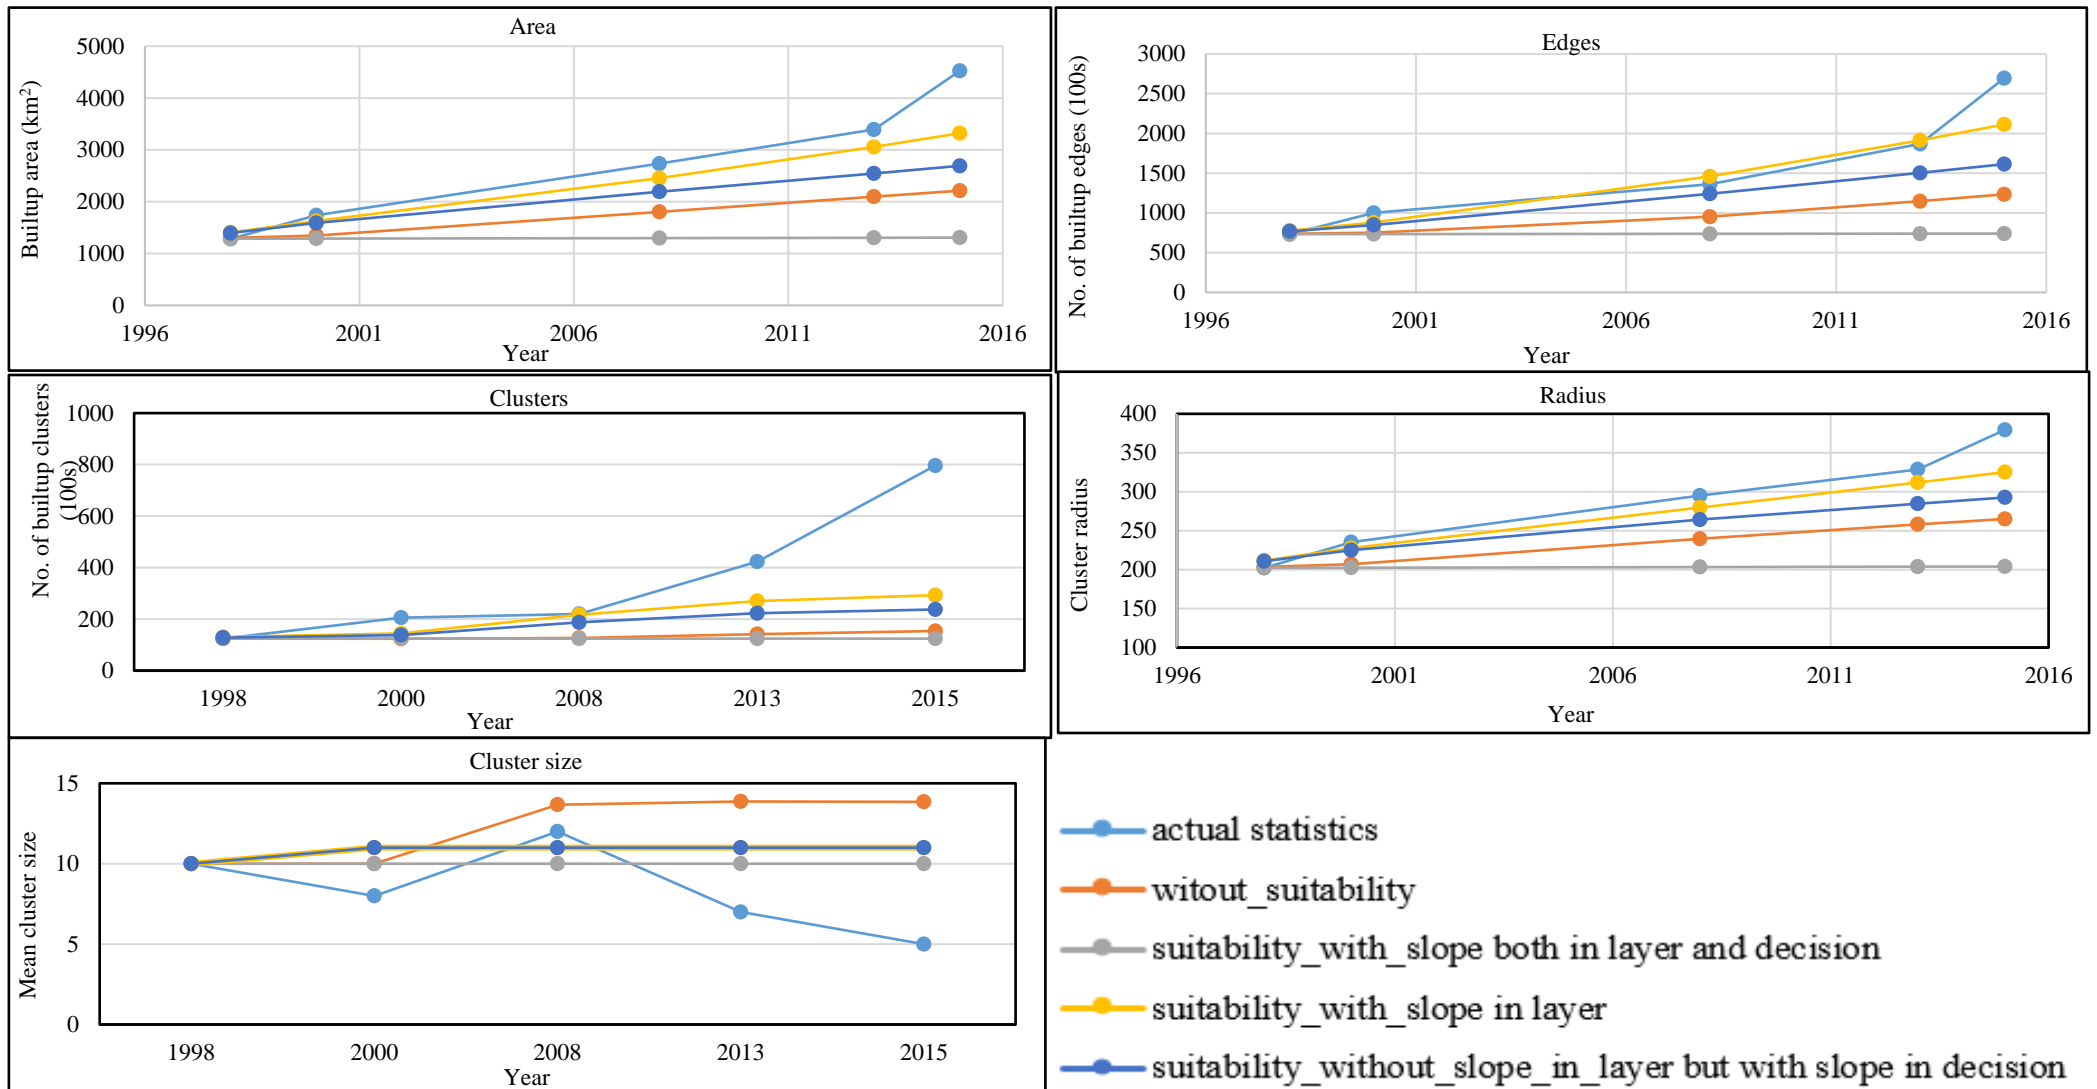 Area
Builtup area (km²)
5000
4000
3000
2000
1000
0
1996 2001 2006 2011 2016
Year
Edges
No. of builtup edges (100s)
3000
2500
2000
1500
1000
500
0
1996 2001 2006 2011 2016
Year
Clusters
No. of builtup clusters
(100s)
1000
800
600
400
200
0
1998 2000 2008 2013 2015
Year
Radius
Cluster radius
400
350
300
250
200
150
100
1996 2001 2006 2011 2016
Year
Cluster size
Mean cluster size
15
10
5
0
1998 2000 2008 2013 2015
Year
actual statistics
witout_suitability
suitability_with_slope both in layer and decision
suitability_with_slope in layer
suitability_without_slope_in_layer but with slope in decision